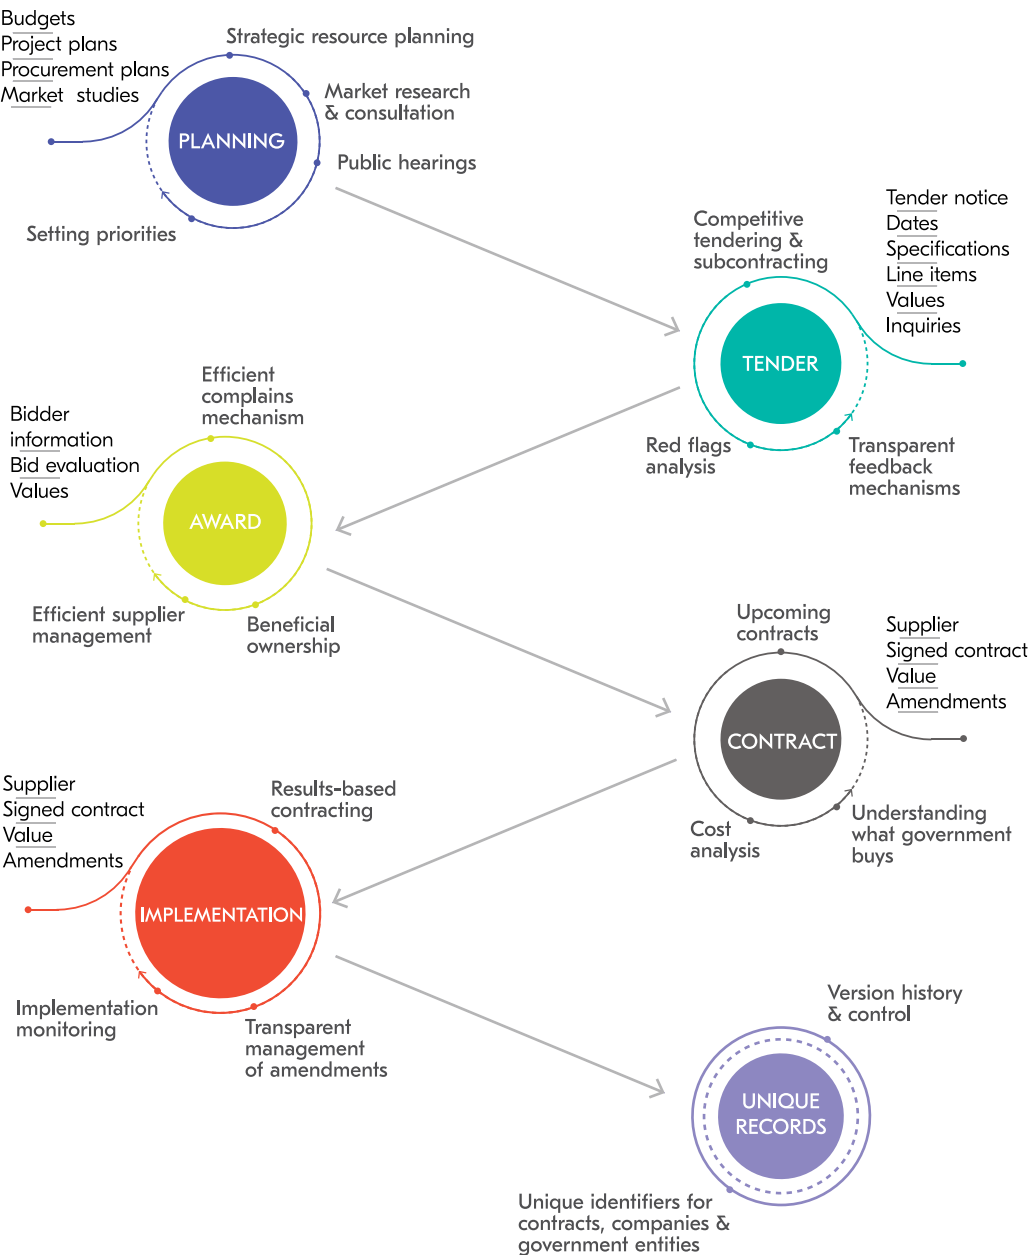 Budgets
Project plans
Procurement plans
Market studies
Strategic resource planning
Market research
& consultation
PLANNING
Public hearings
Setting priorities
Competitive
tendering &
subcontracting
Tender notice
Dates
Specifications
Line items
Values
Inquiries
TENDER
Red flags
analysis
Transparent
feedback
mechanisms
Efficient
complains
mechanism
Bidder
information
Bid evaluation
Values
AWARD
Efficient supplier
management
Beneficial
ownership
Upcoming
contracts
Supplier
Signed contract
Value
Amendments
CONTRACT
Cost
analysis
Understanding
what government
buys
Supplier
Signed contract
Value
Amendments
Results-based
contracting
IMPLEMENTATION
Implementation
monitoring
Transparent
management
of amendments
Version history
& control
UNIQUE
RECORDS
Unique identifiers for
contracts, companies &
government entities